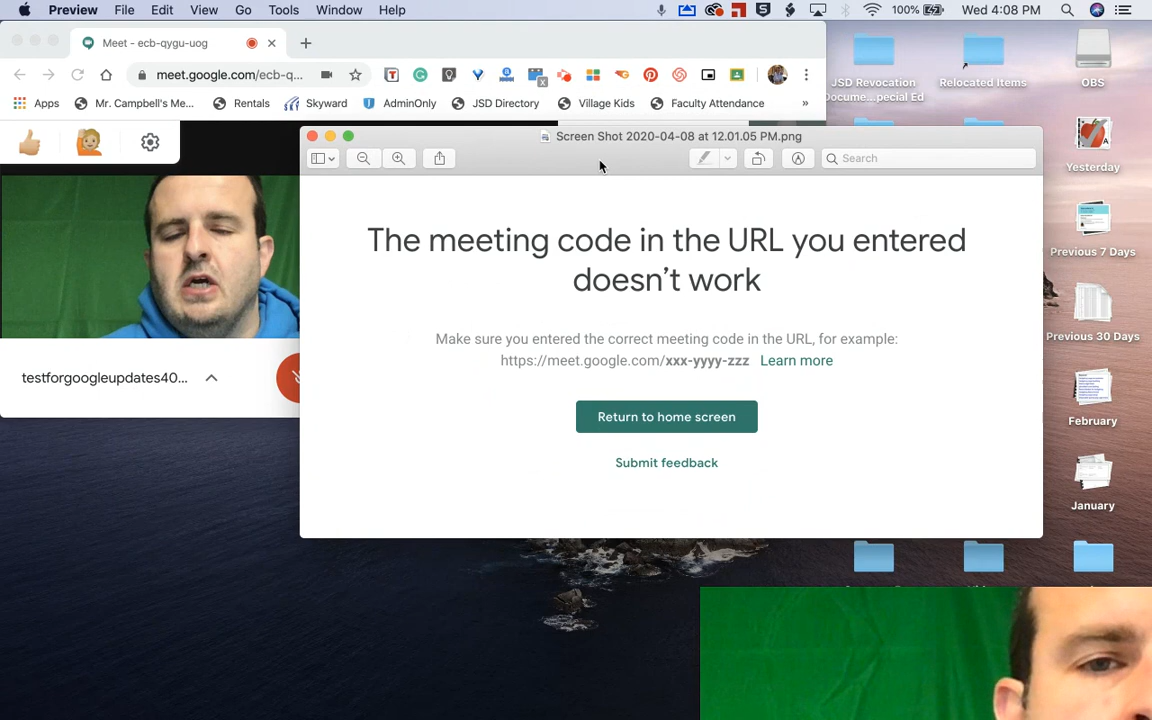 Preview File Edit View Go Tools Window Help 100% Wed 4:08 PM
Meet - ecb-qygu-uog
meet.google.com/ecb-q...
Apps Mr. Campbell's Me... Rentals Skyward AdminOnly JSD Directory Village Kids Faculty Attendance »
JSD Revocation
Docume...pecial Ed
Relocated Items
OBS
Screen Shot 2020-04-08 at 12.01.05 PM.png
Search
Yesterday
The meeting code in the URL you entered
doesn't work
Previous 7 Days
Make sure you entered the correct meeting code in the URL, for example:
https://meet.google.com/xxx-yyyy-zzz Learn more
Previous 30 Days
testforgoogleupdates40...
Return to home screen
February
Submit feedback
January